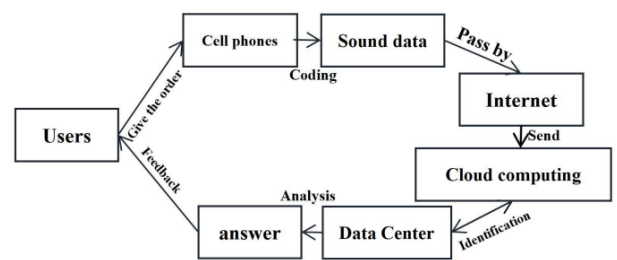 Cell phones
Sound data
Pass by
Coding
Internet
Give the order
Users
Send
Feedback
Cloud computing
Analysis
answer
Data Center
Identification